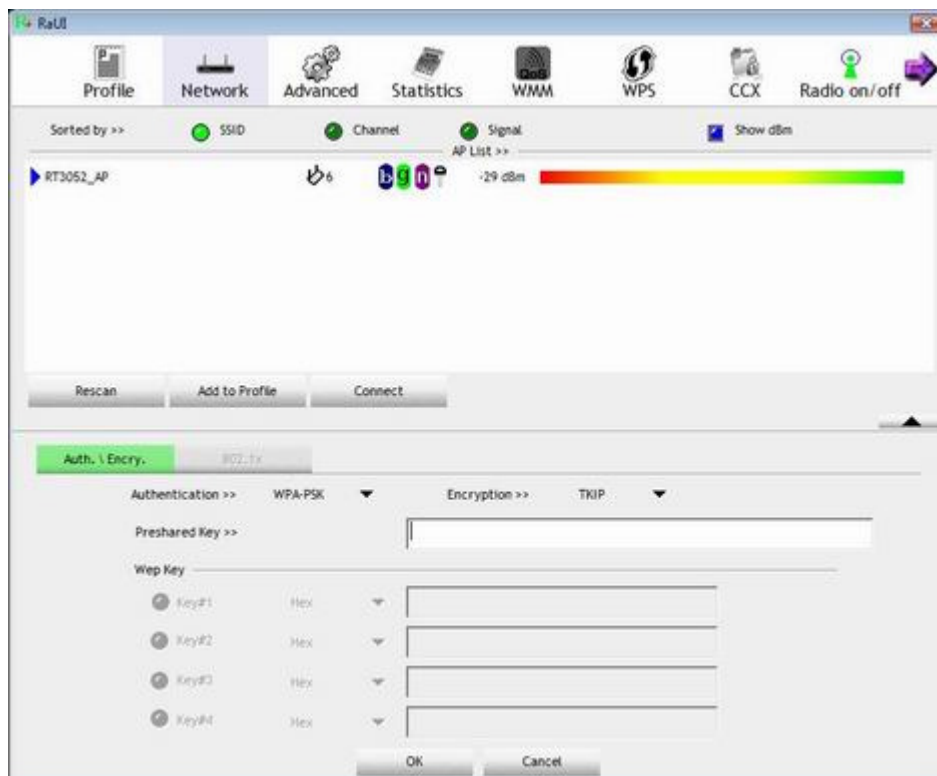 RaUI
Profile Network Advanced Statistics WMM WPS CCX Radio on/off
Sorted by >> SSID Channel Signal Show dBm
AP List >>
RT3052_AP 6 b g n -29 dBm
Rescan Add to Profile Connect
Auth. \ Encry. 802.1x
Authentication >> WPA-PSK Encryption >> TKIP
Preshared Key >>
Wep Key
Key#1 Hex
Key#2 Hex
Key#3 Hex
Key#4 Hex
OK Cancel